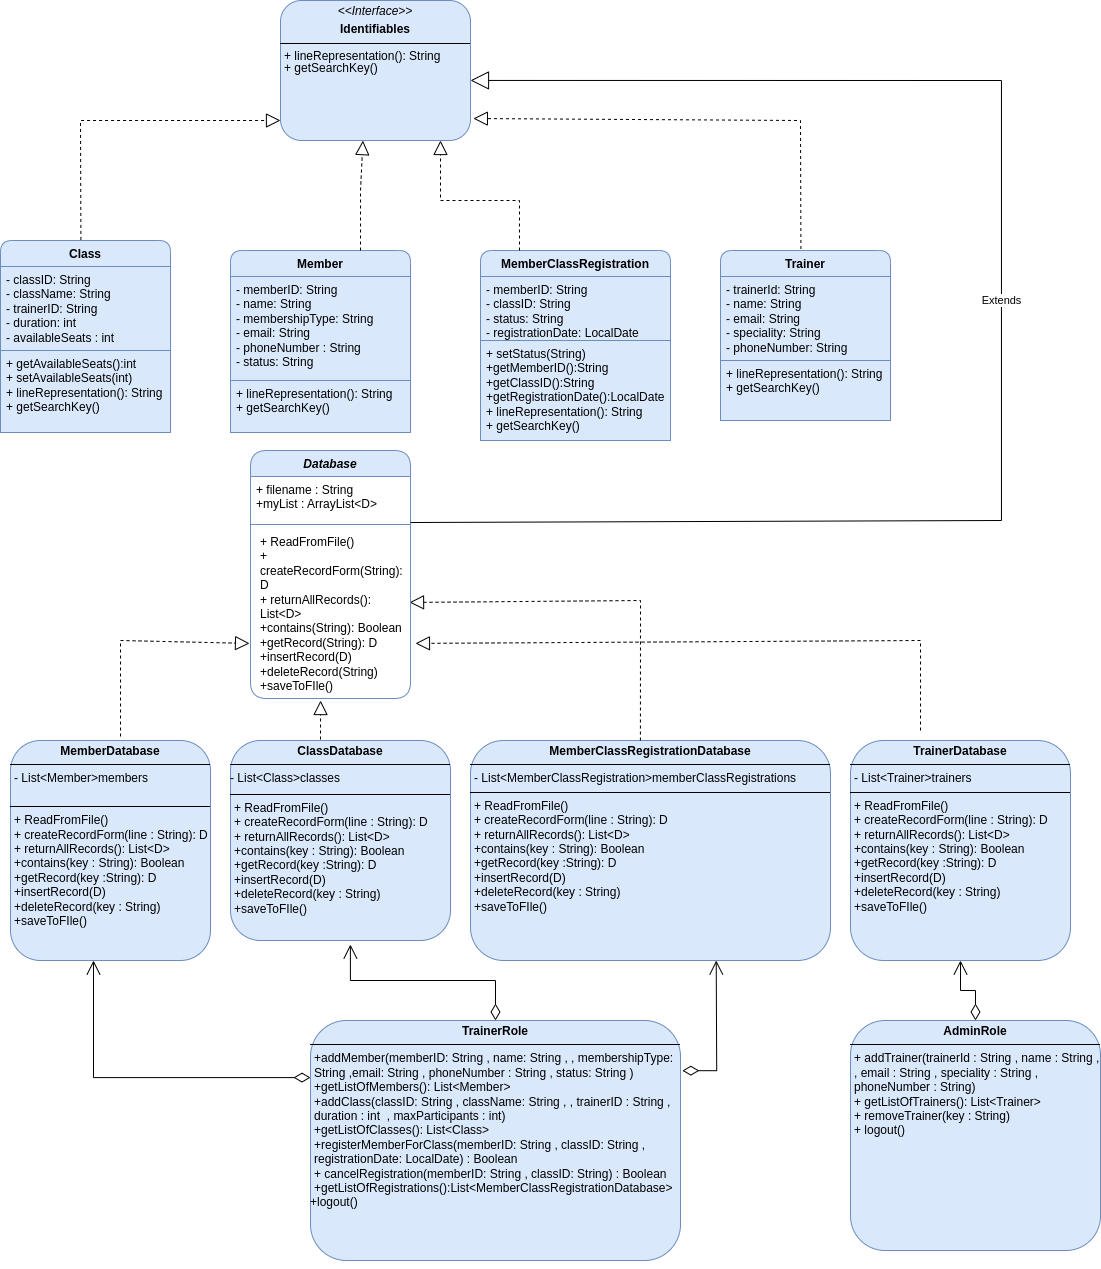 <<Interface>>
Identifiables
+ lineRepresentation(): String
+ getSearchKey()
Extends
Class
- classID: String
- className: String
- trainerID: String
- duration: int
- availableSeats : int
+ getAvailableSeats():int
+ setAvailableSeats(int)
+ lineRepresentation(): String
+ getSearchKey()
Member
- memberID: String
- name: String
- membershipType: String
- email: String
- phoneNumber : String
- status: String
+ lineRepresentation(): String
+ getSearchKey()
MemberClassRegistration
- memberID: String
- classID: String
- status: String
- registrationDate: LocalDate
+ setStatus(String)
+getMemberID():String
+getClassID():String
+getRegistrationDate():LocalDate
+ lineRepresentation(): String
+ getSearchKey()
Trainer
- trainerId: String
- name: String
- email: String
- speciality: String
- phoneNumber: String
+ lineRepresentation(): String
+ getSearchKey()
Database
+ filename : String
+myList : ArrayList<D>
+ ReadFromFile()
+
createRecordForm(String):
D
+ returnAllRecords():
List<D>
+contains(String): Boolean
+getRecord(String): D
+insertRecord(D)
+deleteRecord(String)
+saveToFIle()
MemberDatabase
- List<Member>members
+ ReadFromFile()
+ createRecordForm(line : String): D
+ returnAllRecords(): List<D>
+contains(key : String): Boolean
+getRecord(key :String): D
+insertRecord(D)
+deleteRecord(key : String)
+saveToFIle()
ClassDatabase
- List<Class>classes
+ ReadFromFile()
+ createRecordForm(line : String): D
+ returnAllRecords(): List<D>
+contains(key : String): Boolean
+getRecord(key :String): D
+insertRecord(D)
+deleteRecord(key : String)
+saveToFIle()
MemberClassRegistrationDatabase
- List<MemberClassRegistration>memberClassRegistrations
+ ReadFromFile()
+ createRecordForm(line : String): D
+ returnAllRecords(): List<D>
+contains(key : String): Boolean
+getRecord(key :String): D
+insertRecord(D)
+deleteRecord(key : String)
+saveToFIle()
TrainerDatabase
- List<Trainer>trainers
+ ReadFromFile()
+ createRecordForm(line : String): D
+ returnAllRecords(): List<D>
+contains(key : String): Boolean
+getRecord(key :String): D
+insertRecord(D)
+deleteRecord(key : String)
+saveToFIle()
TrainerRole
+addMember(memberID: String , name: String , , membershipType:
String ,email: String , phoneNumber : String , status: String )
+getListOfMembers(): List<Member>
+addClass(classID: String , className: String , , trainerID : String ,
duration : int  , maxParticipants : int)
+getListOfClasses(): List<Class>
+registerMemberForClass(memberID: String , classID: String ,
registrationDate: LocalDate) : Boolean
+ cancelRegistration(memberID: String , classID: String) : Boolean
+getListOfRegistrations():List<MemberClassRegistrationDatabase>
+logout()
AdminRole
+ addTrainer(trainerId : String , name : String ,
, email : String , speciality : String ,
phoneNumber : String)
+ getListOfTrainers(): List<Trainer>
+ removeTrainer(key : String)
+ logout()